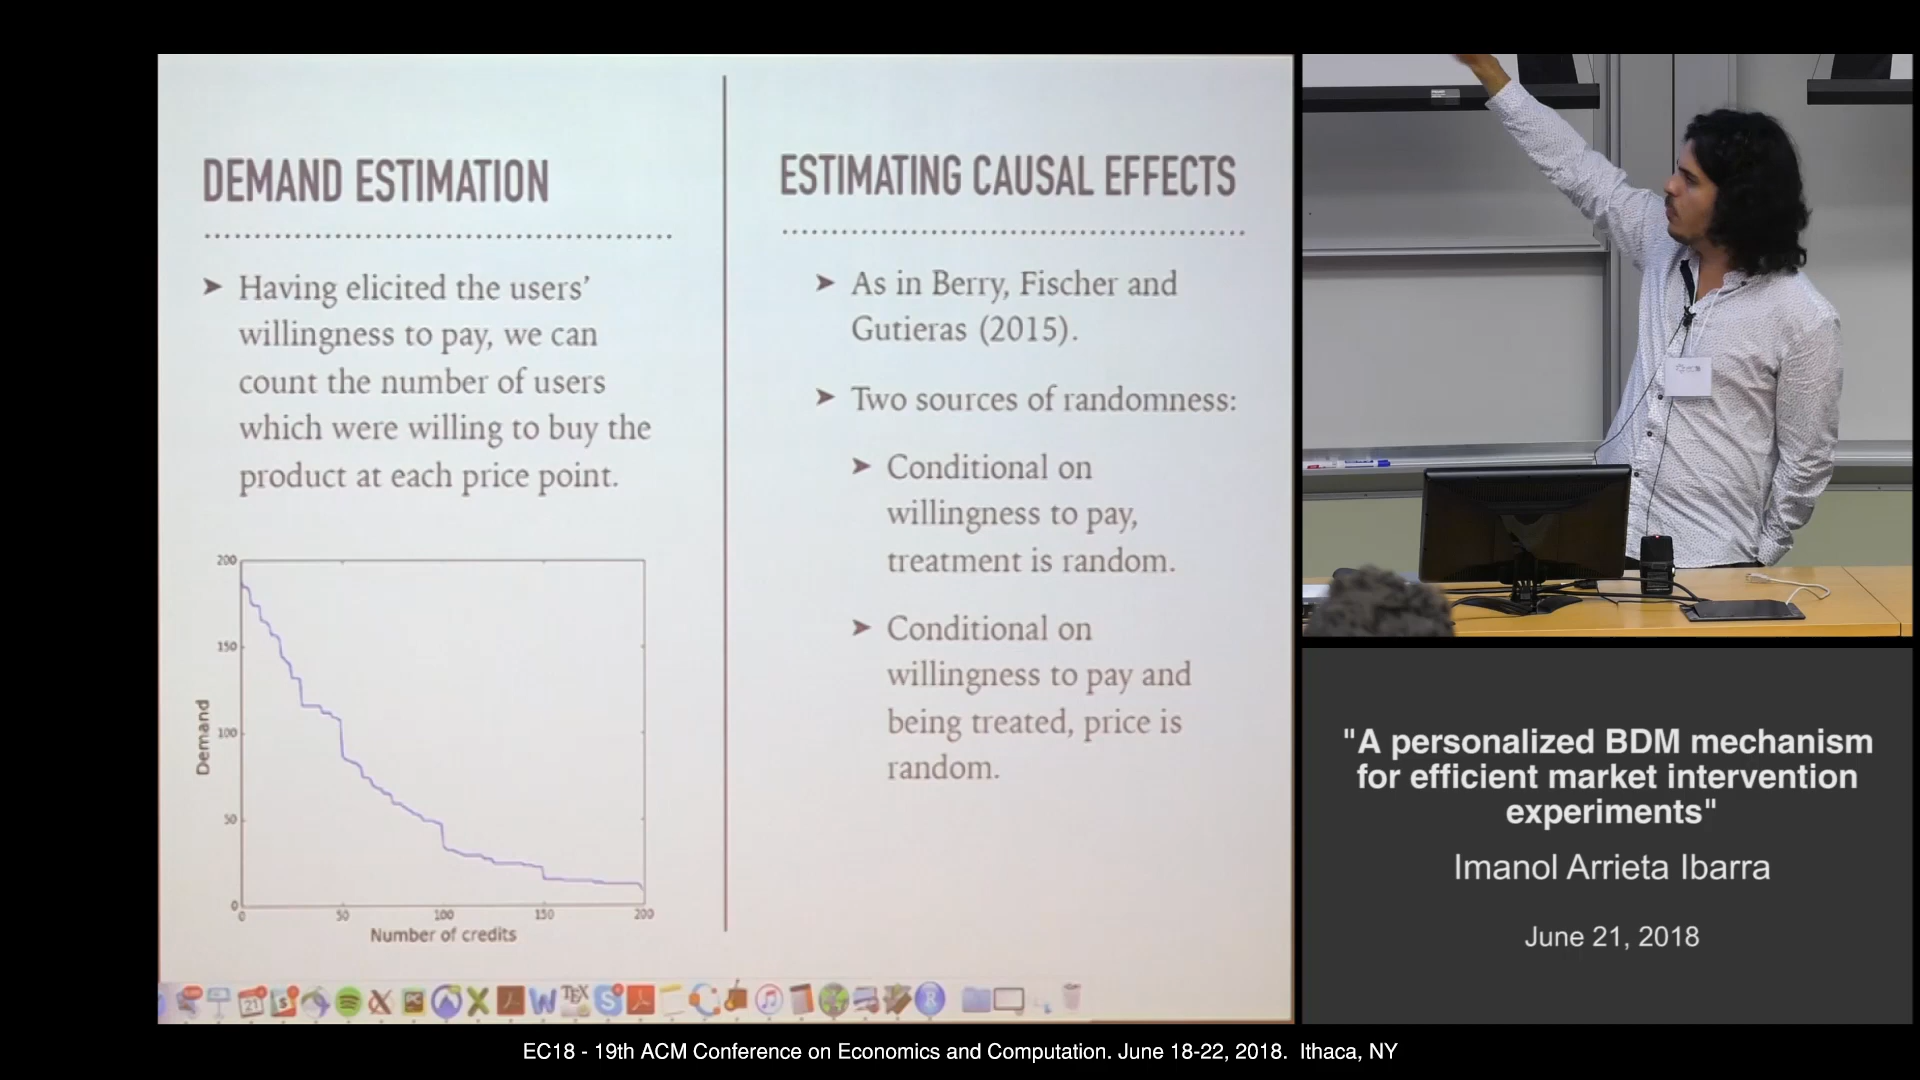 DEMAND ESTIMATION
➤ Having elicited the users’
willingness to pay, we can
count the number of users
which were willing to buy the
product at each price point.
200
150
100
50
0
Demand
0 50 100 150 200
Number of credits
ESTIMATING CAUSAL EFFECTS
➤ As in Berry, Fischer and
Gutieras (2015).
➤ Two sources of randomness:
➤ Conditional on
willingness to pay,
treatment is random.
➤ Conditional on
willingness to pay and
being treated, price is
random.
21
TEX
"A personalized BDM mechanism
for efficient market intervention
experiments"
Imanol Arrieta Ibarra
June 21, 2018
EC18 - 19th ACM Conference on Economics and Computation. June 18-22, 2018. Ithaca, NY